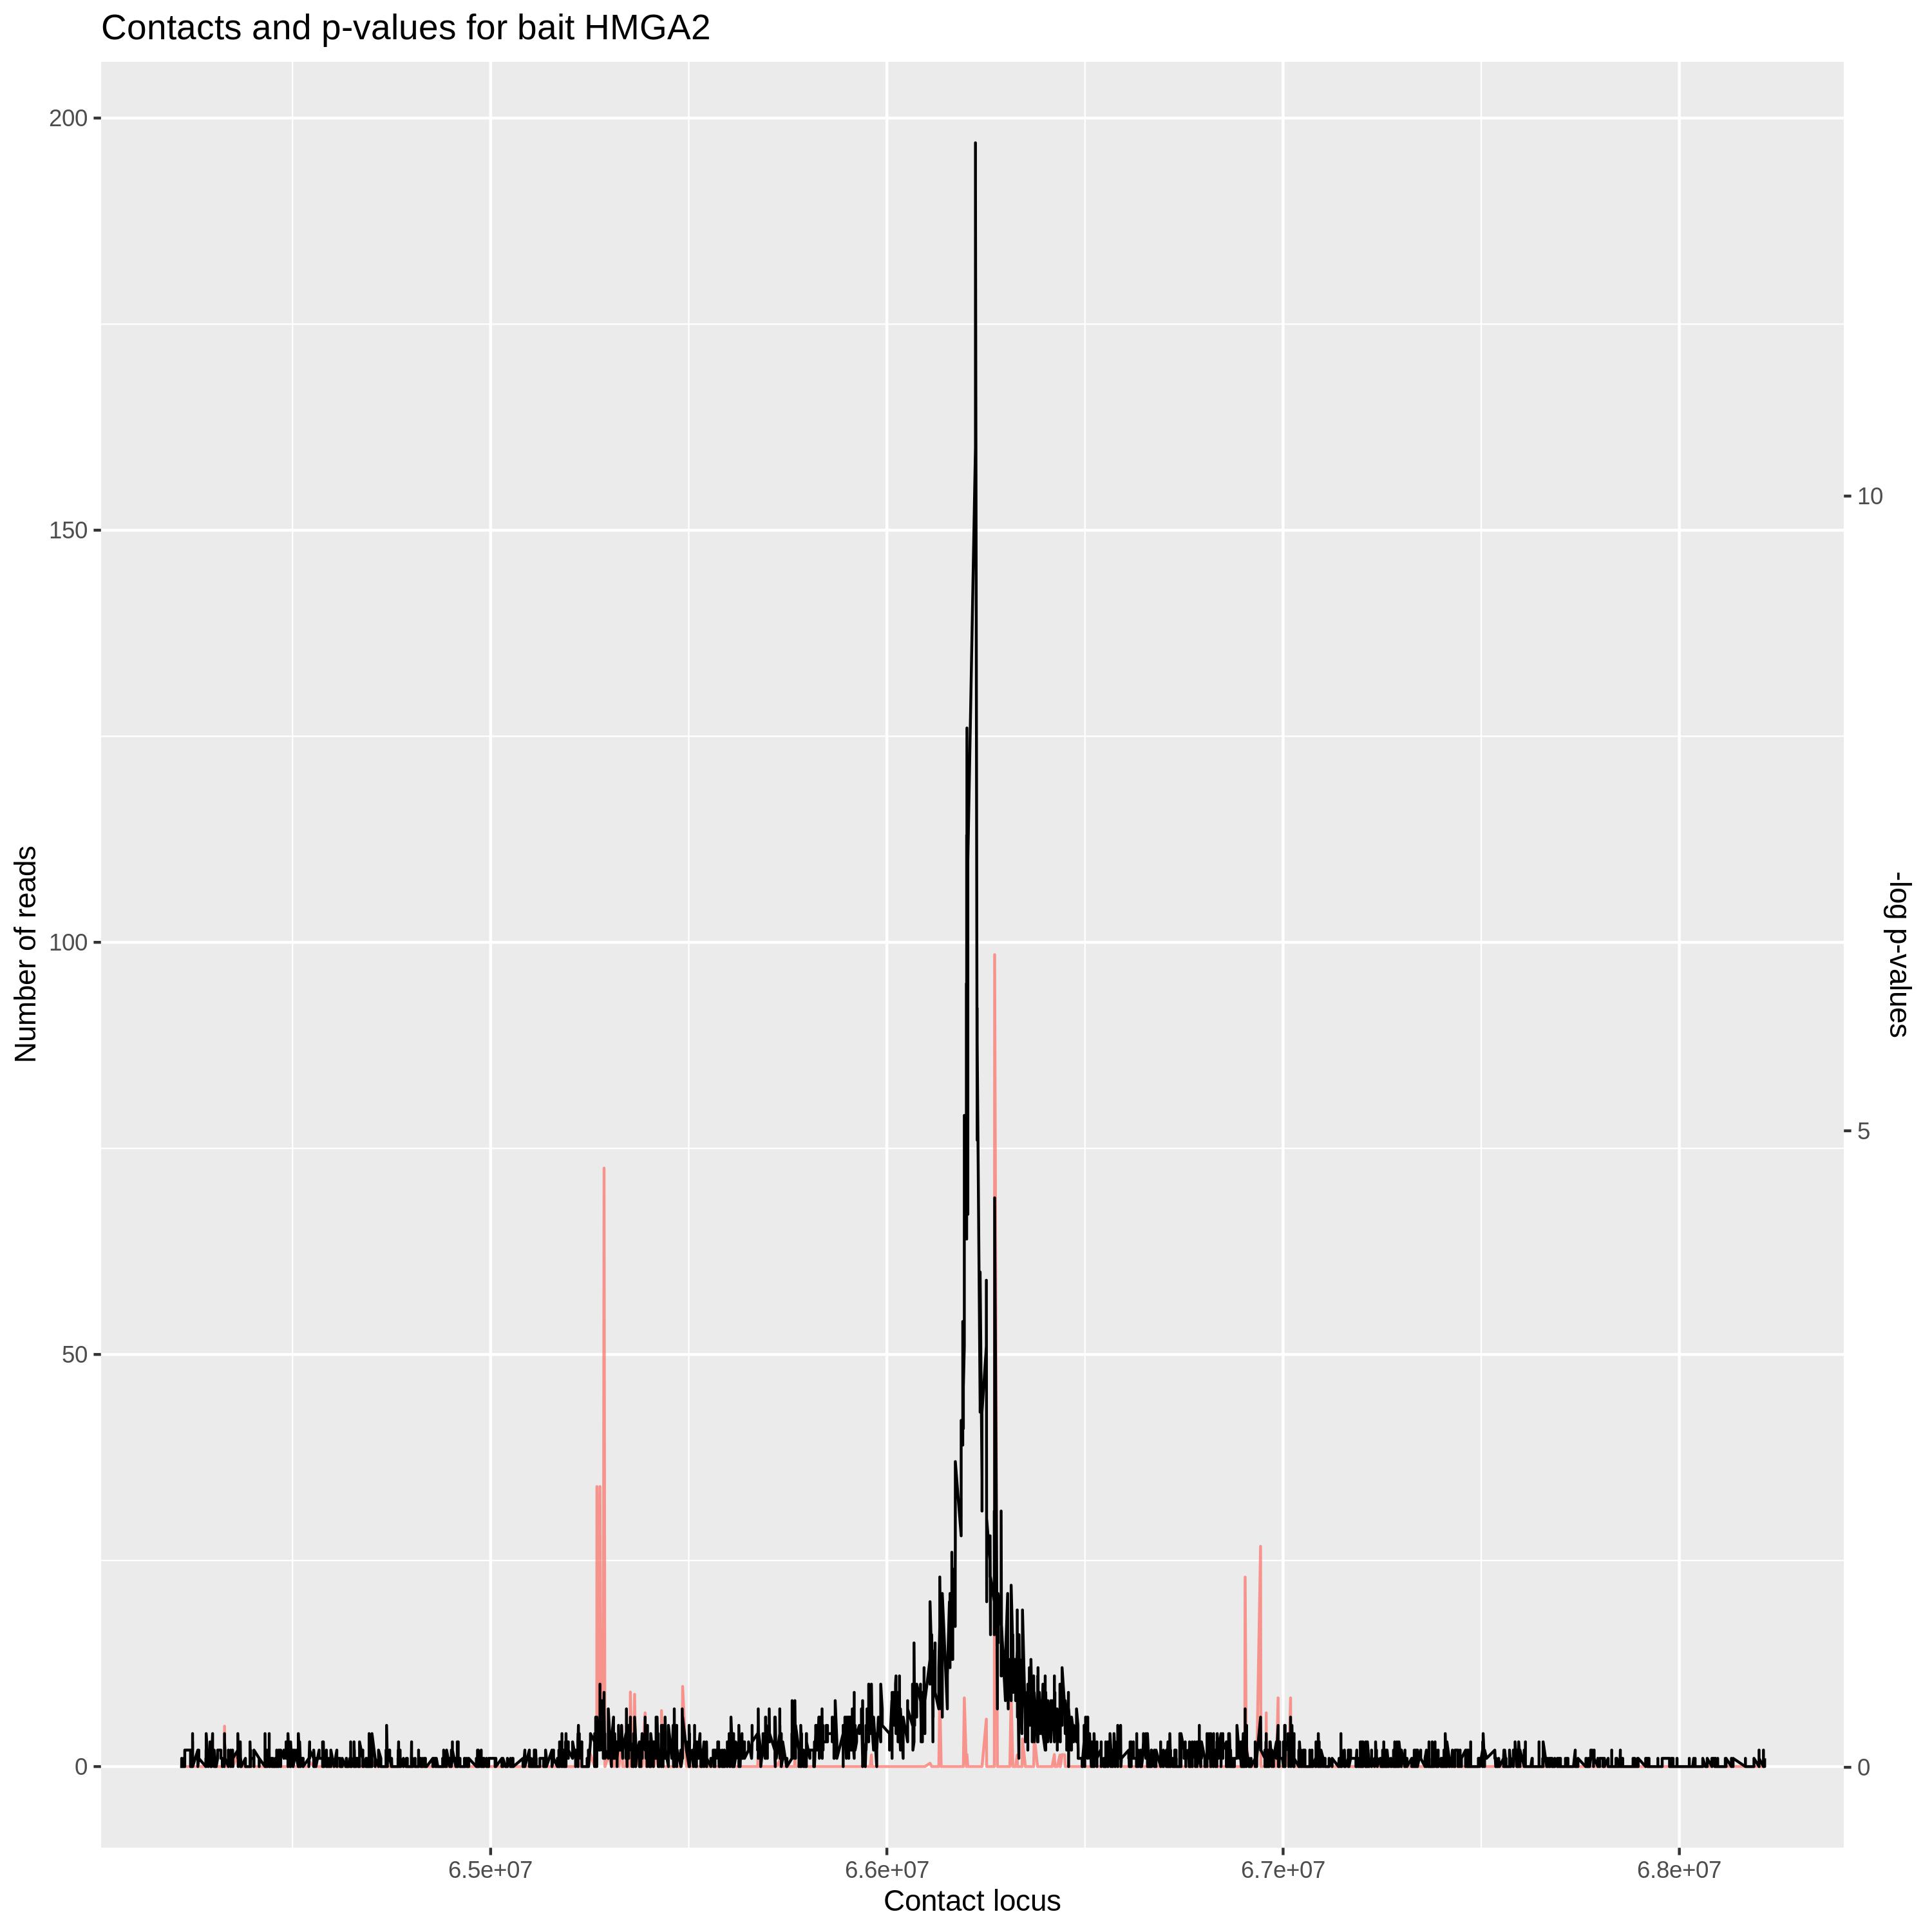 Contacts and p-values for bait HMGA2
200
150
100
50
0
Number of reads
10
5
0
-log p-values
6.5e+07 6.6e+07 6.7e+07 6.8e+07
Contact locus